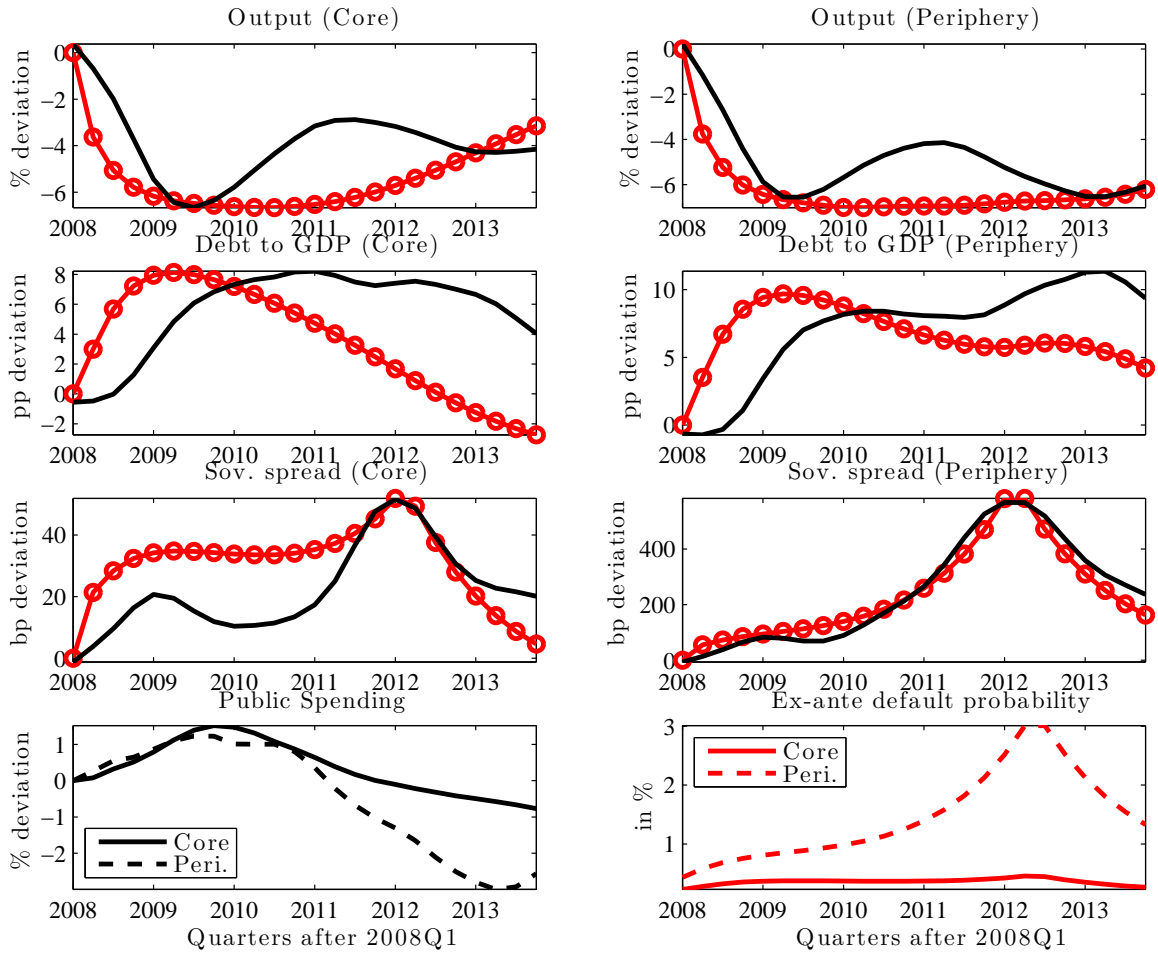 Output (Core)
% deviation
0
−2
−4
−6
2008 2009 2010 2011 2012 2013
Output (Periphery)
% deviation
0
−2
−4
−6
2008 2009 2010 2011 2012 2013
Debt to GDP (Core)
pp deviation
8
6
4
2
0
−2
2008 2009 2010 2011 2012 2013
Debt to GDP (Periphery)
pp deviation
10
5
0
2008 2009 2010 2011 2012 2013
Sov. spread (Core)
bp deviation
40
20
0
2008 2009 2010 2011 2012 2013
Sov. spread (Periphery)
bp deviation
400
200
0
2008 2009 2010 2011 2012 2013
Public Spending
% deviation
1
0
-1
−2
Core
Peri.
2008 2009 2010 2011 2012 2013
Quarters after 2008Q1
Ex-ante default probability
in %
3
2
1
Core
Peri.
2008 2009 2010 2011 2012 2013
Quarters after 2008Q1